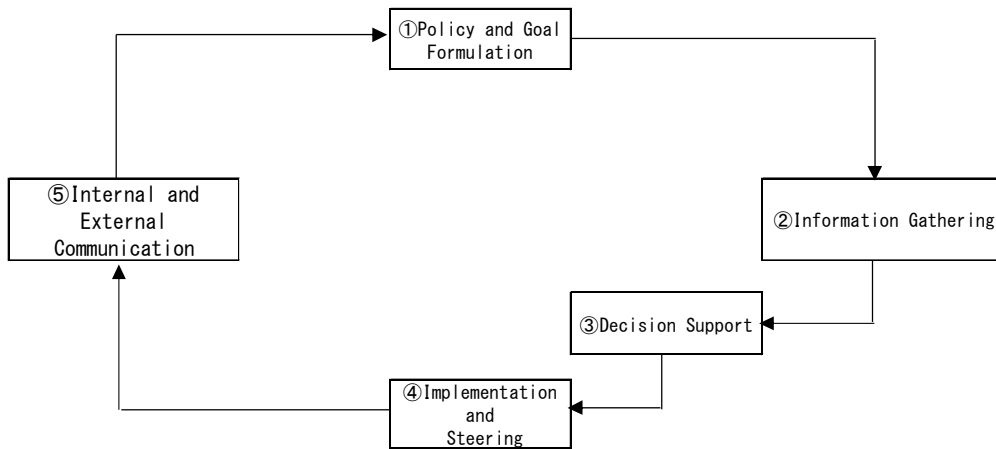 ①Policy and Goal
Formulation
②Information Gathering
③Decision Support
④Implementation
and
Steering
⑤Internal and
External
Communication